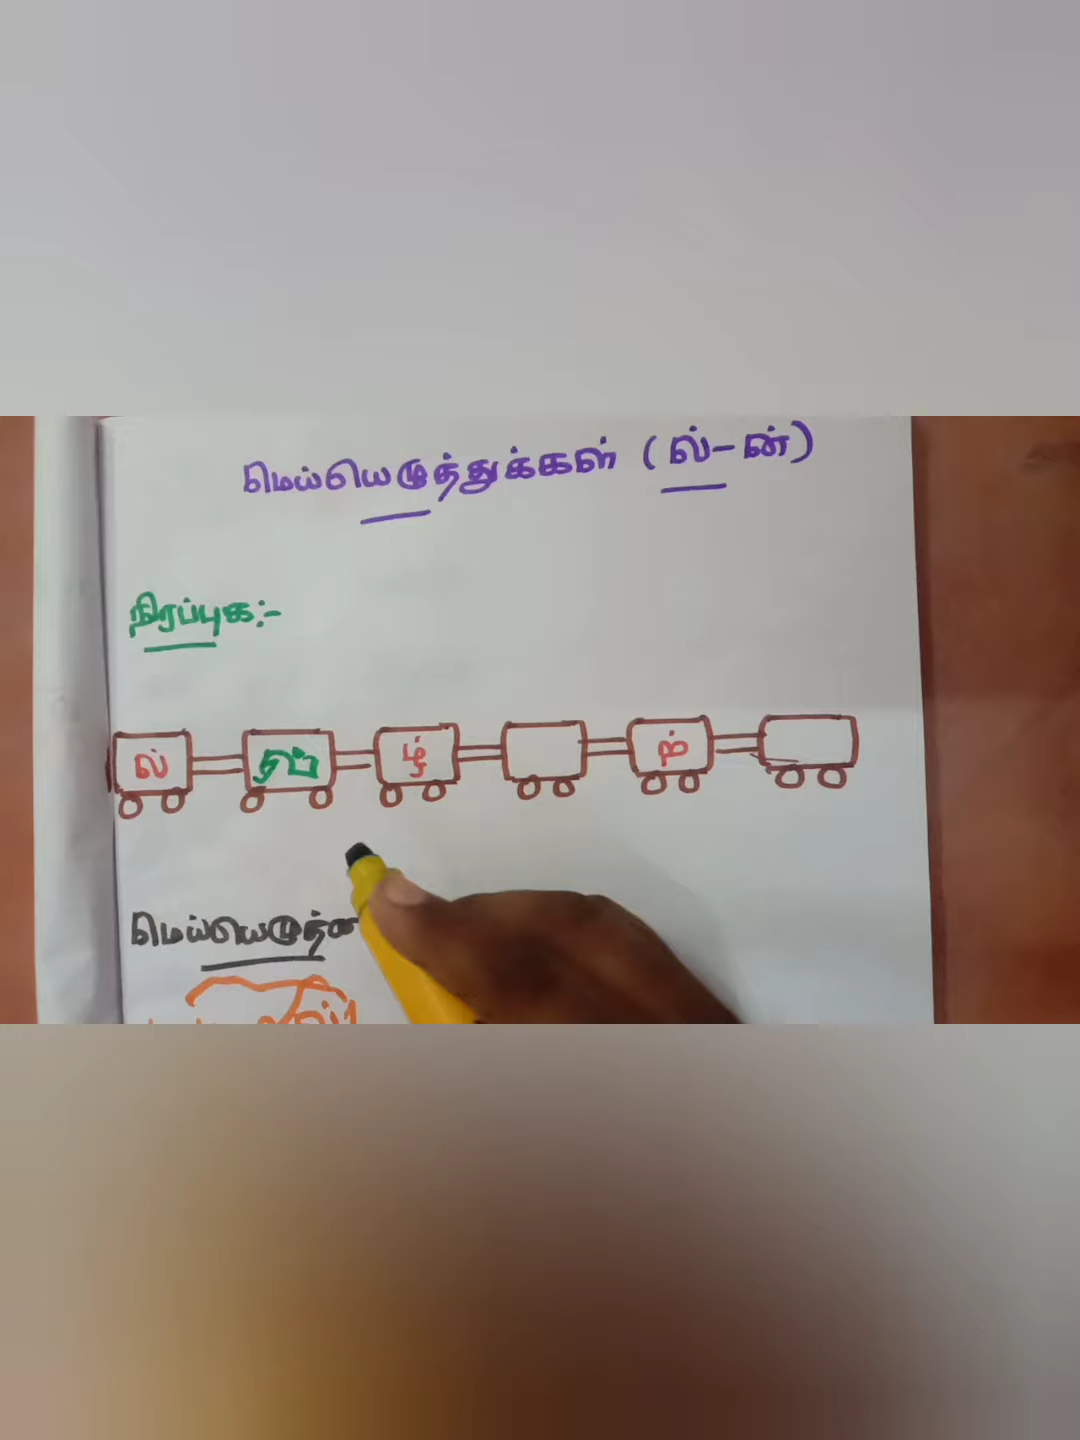 மெய்யெழுத்துக்கள் (ல்-ன்)
நிரப்புக:-
ல் வ் ழ் ற்